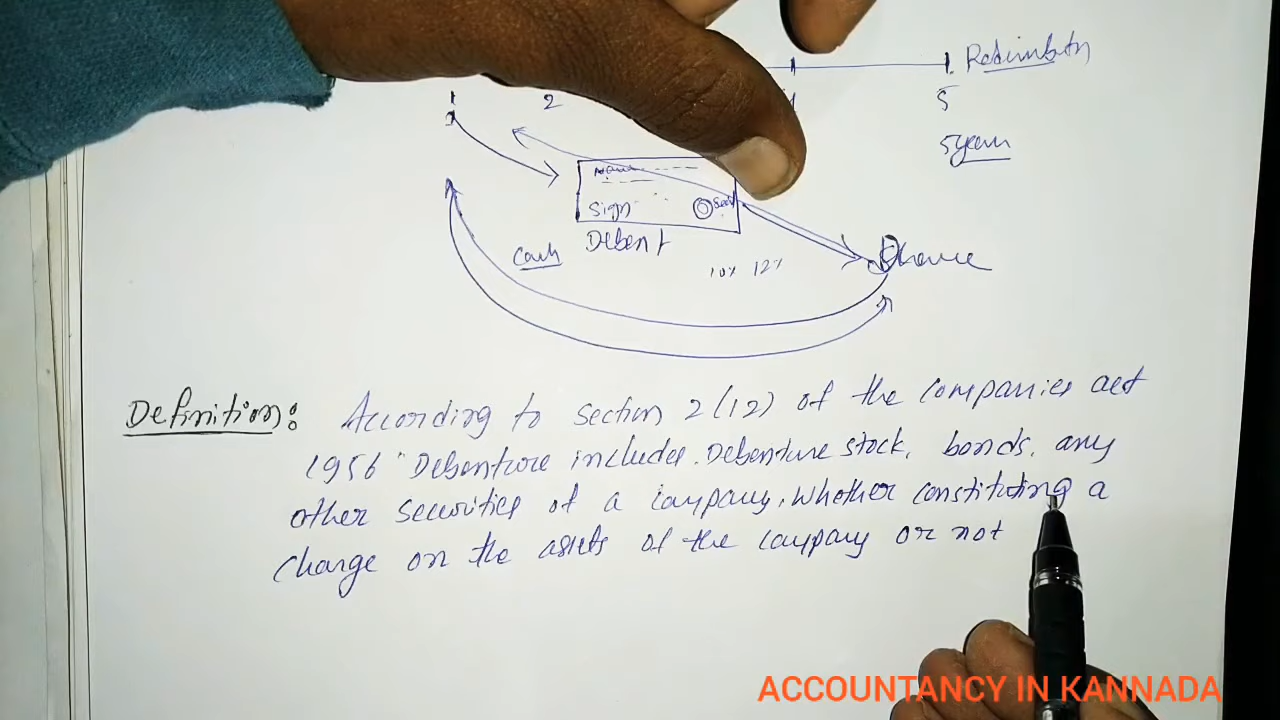 2
5
5 years
Sign
Seal
Debent
Cash
10% 12%
Definition: According to section 2(12) of the companies act
1956 "Debenture includes. Debenture stock, bonds, any
other securities of a company, whether constituting a
charge on the assets of the company or not
ACCOUNTANCY IN KANNADA